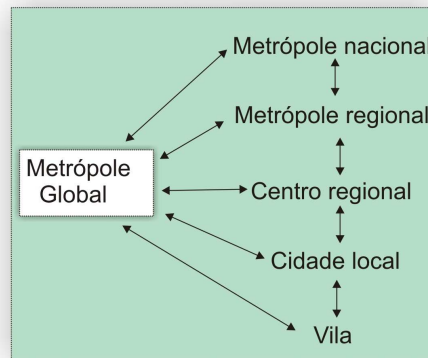 Metrópole nacional
Metrópole regional
Metrópole
Global
Centro regional
Cidade local
Vila